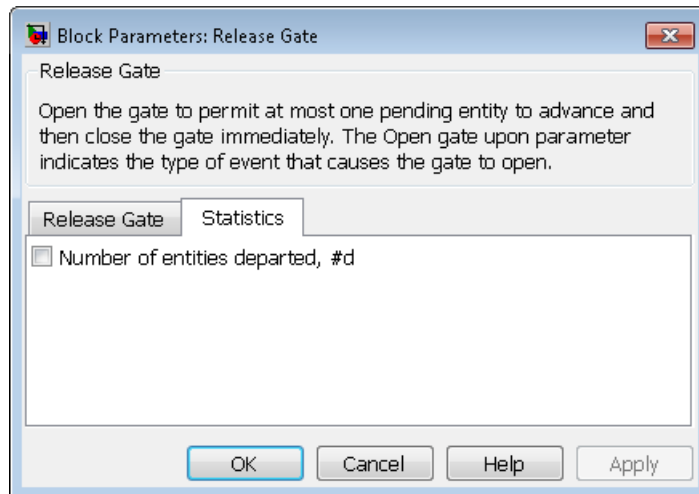 Block Parameters: Release Gate
Release Gate
Open the gate to permit at most one pending entity to advance and
then close the gate immediately. The Open gate upon parameter
indicates the type of event that causes the gate to open.
Release Gate Statistics
Number of entities departed, #d
OK Cancel Help Apply